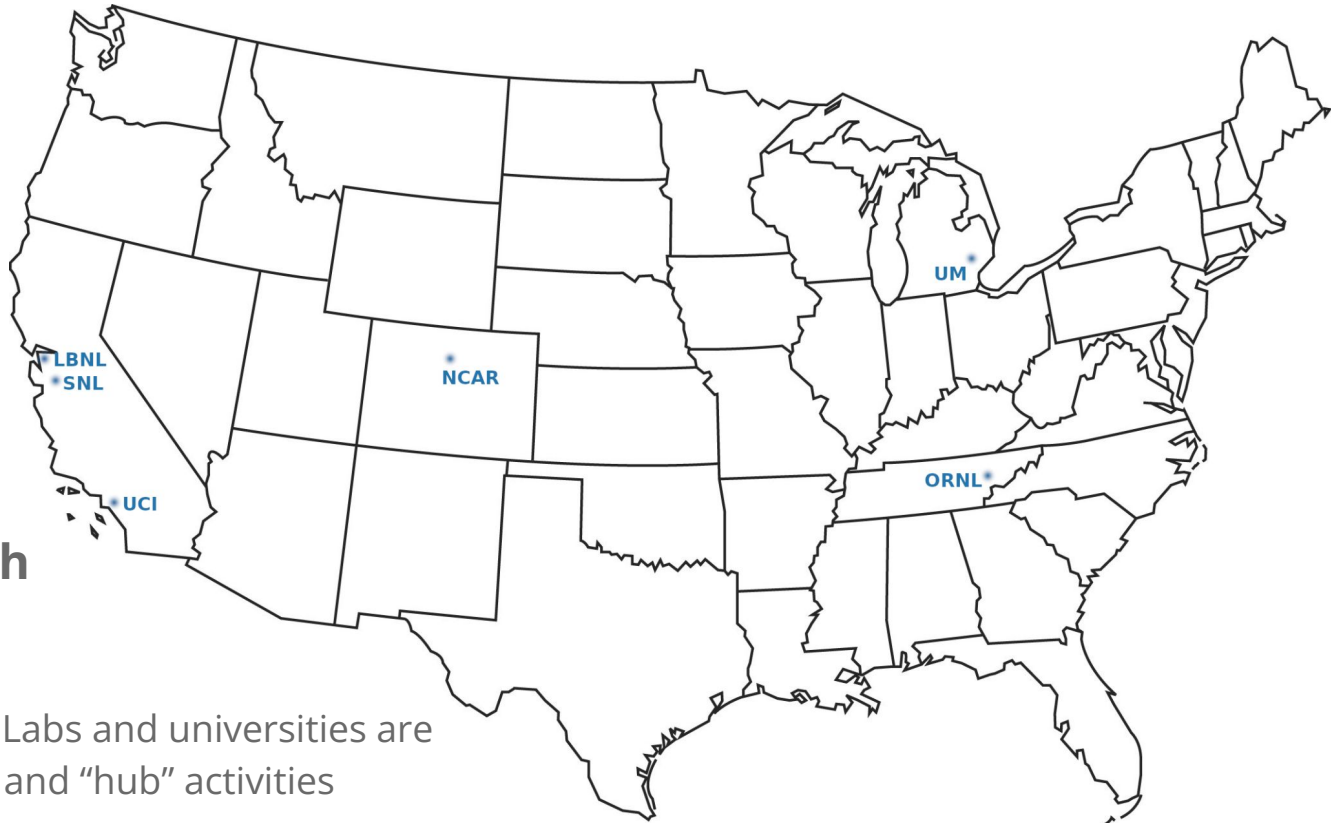 UM
LBNL
SNL
NCAR
ORNL
UCI
h
Labs and universities are
and “hub” activities